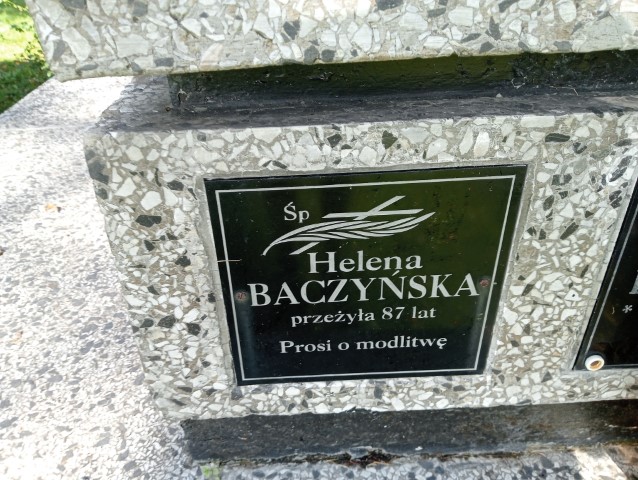 Śp
Helena
BACZYŃSKA
przeżyła 87 lat
Prosi o modlitwę